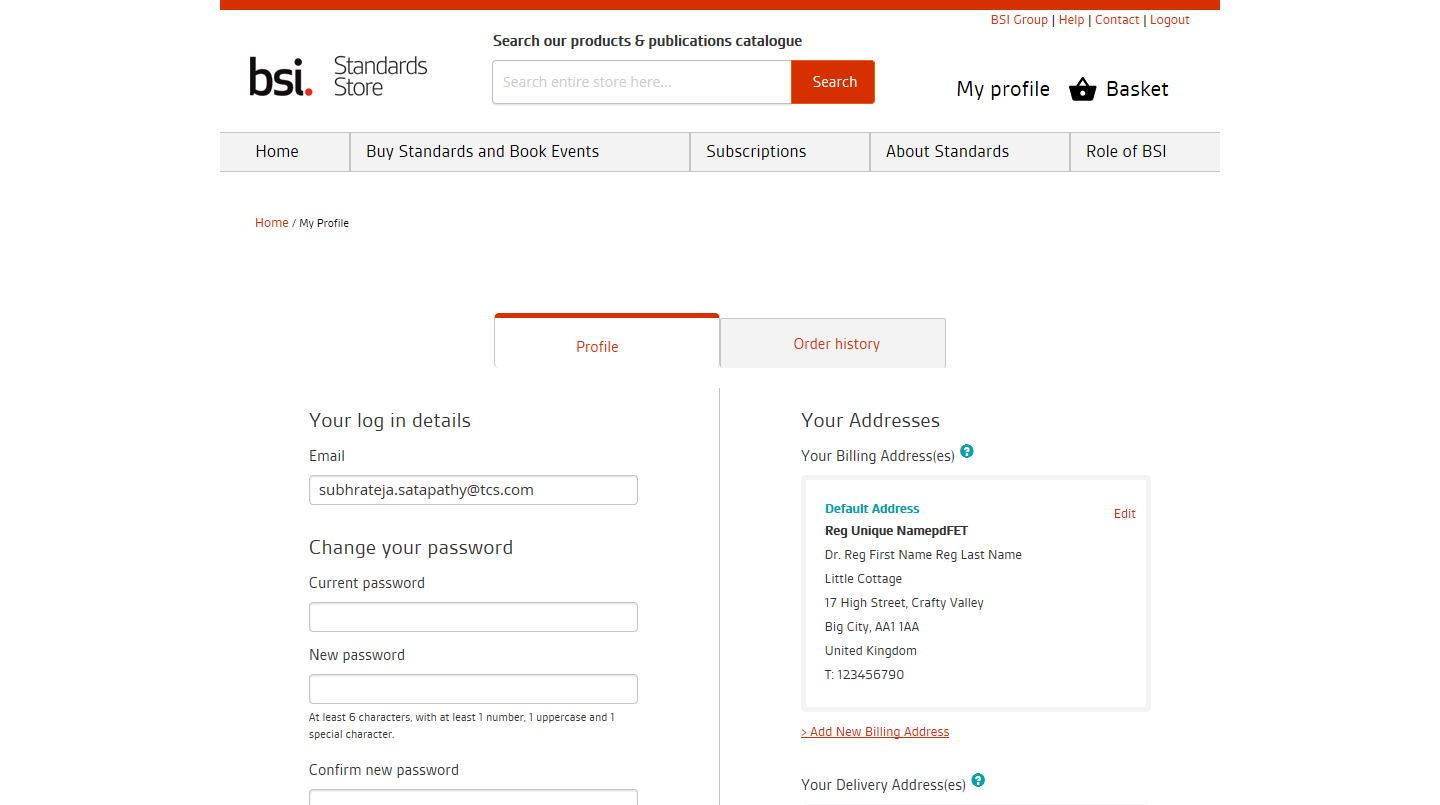 BSI Group | Help | Contact | Logout
bsi. Standards Store
Search our products & publications catalogue
Search entire store here...
Search
My profile
Basket
Home
Buy Standards and Book Events
Subscriptions
About Standards
Role of BSI
Home / My Profile
Profile
Order history
Your log in details
Email
subhrateja.satapathy@tcs.com
Change your password
Current password
New password
At least 6 characters, with at least 1 number, 1 uppercase and 1
special character.
Confirm new password
Your Addresses
Your Billing Address(es) ?
Default Address
Edit
Reg Unique NamepdFET
Dr. Reg First Name Reg Last Name
Little Cottage
17 High Street, Crafty Valley
Big City, AA1 1AA
United Kingdom
T: 123456790
> Add New Billing Address
Your Delivery Address(es) ?